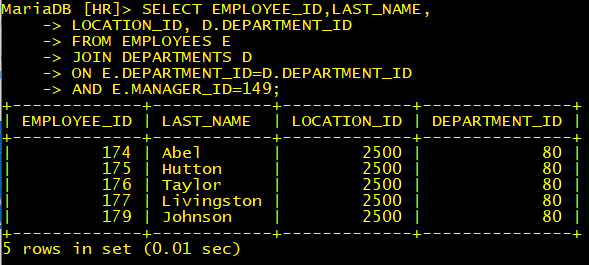 MariaDB [HR]> SELECT EMPLOYEE_ID,LAST_NAME,
    -> LOCATION_ID, D.DEPARTMENT_ID
    -> FROM EMPLOYEES E
    -> JOIN DEPARTMENTS D
    -> ON E.DEPARTMENT_ID=D.DEPARTMENT_ID
    -> AND E.MANAGER_ID=149;
+-------------+------------+-------------+---------------+
| EMPLOYEE_ID | LAST_NAME  | LOCATION_ID | DEPARTMENT_ID |
+-------------+------------+-------------+---------------+
|         174 | Abel       |        2500 |            80 |
|         175 | Hutton     |        2500 |            80 |
|         176 | Taylor     |        2500 |            80 |
|         177 | Livingston |        2500 |            80 |
|         179 | Johnson    |        2500 |            80 |
+-------------+------------+-------------+---------------+
5 rows in set (0.01 sec)